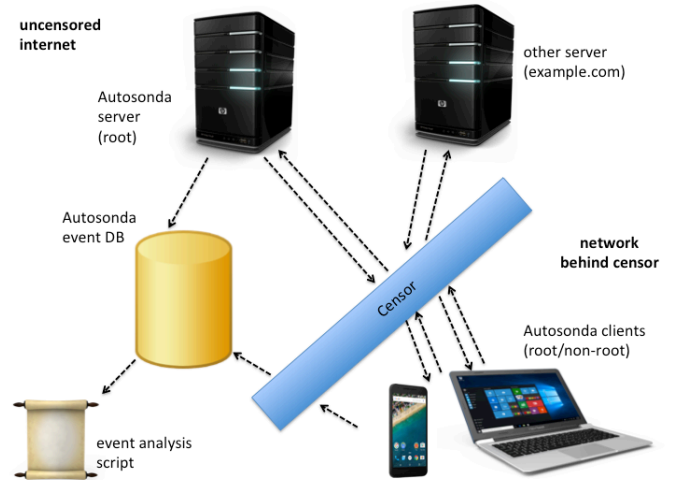 uncensored
internet
other server
(example.com)
Autosonda
server
(root)
Autosonda
event DB
network
behind censor
Censor
Autosonda clients
(root/non-root)
event analysis
script